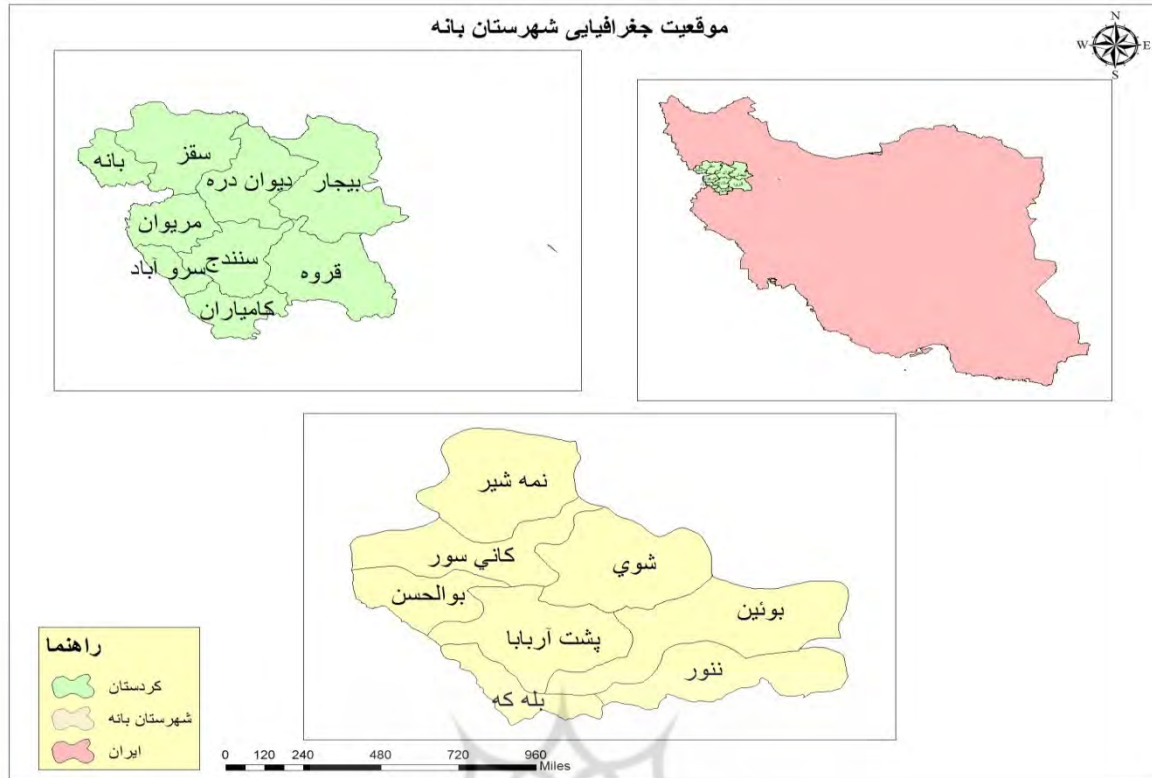 موقعیت جغرافیایی شهرستان بانه
N
W E
S
بانه
سقز
دیوان دره
بیجار
مریوان
سنندج
سرو آباد
قروه
کامیاران
نمه شیر
كاني سور
شوي
بوالحسن
بوئین
پشت آربابا
ننور
بله که
راهنما
کردستان
شهرستان بانه
ایران
0 120 240 480 720 960
Miles